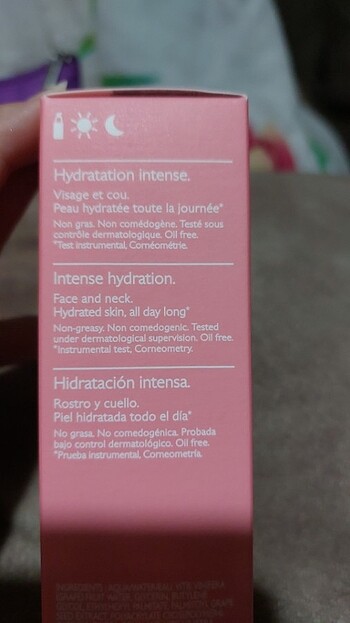 Hydratation intense.
Visage et cou.
Peau hydratée toute la journée*
Non gras. Non comédogène. Testé sous
contrôle dermatologique. Oil free.
*Test instrumental, Cornéométrie.
Intense hydration.
Face and neck.
Hydrated skin, all day long*
Non-greasy. Non comedogenic. Tested
under dermatological supervision. Oil free.
*Instrumental test, Corneometry.
Hidratación intensa.
Rostro y cuello.
Piel hidratada todo el día*
No grasa. No comedogénica. Probada
bajo control dermatológico. Oil free.
*Prueba instrumental, Corneometría.